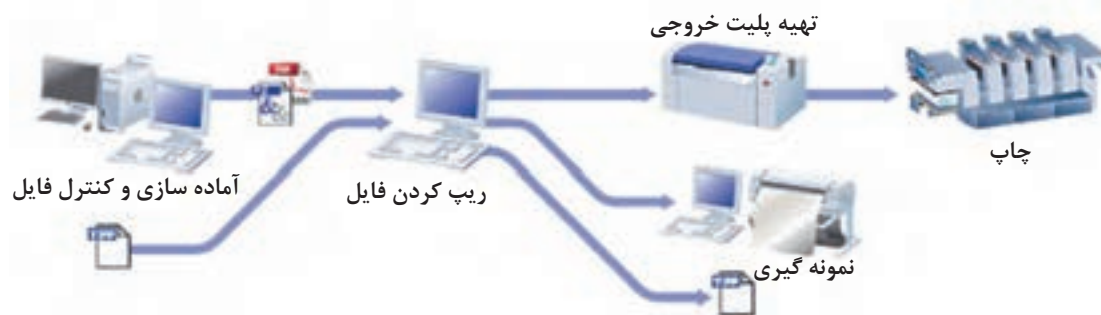 تهیه پلیت خروجی
چاپ
آماده سازی و کنترل فایل
ریپ کردن فایل
نمونه گیری